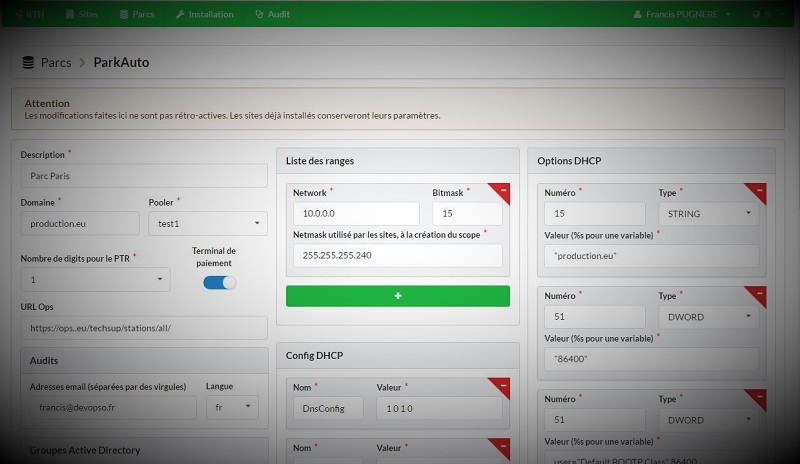 BTH Sites Parcs Installation Audit Francis PUGNERE fr
Parcs ParkAuto
Attention
Les modifications faites ici ne sont pas rétro-actives. Les sites déjà installés conserveront leurs paramètres.
Description *
Parc Paris
Domaine * Pooler *
production.eu test1
Nombre de digits pour le PTR * Terminal de paiement
1
URL Ops
https://ops..eu/techsup/stations/all/
Audits
Adresses email (séparées par des virgules) Langue
francis@devopso.fr fr
Groupes Active Directory
Liste des ranges
Network * Bitmask *
10.0.0.0 15
Netmask utilisé par les sites, à la création du scope *
255.255.255.240
+
Config DHCP
Nom * Valeur *
DnsConfig 1 0 1 0
Nom * Valeur *
Options DHCP
Numéro * Type *
15 STRING
Valeur (%s pour une variable) *
"production.eu"
Numéro * Type *
51 DWORD
Valeur (%s pour une variable) *
"86400"
Numéro * Type *
51 DWORD
Valeur (%s pour une variable) *
user="Default BOOTP Class" 86400